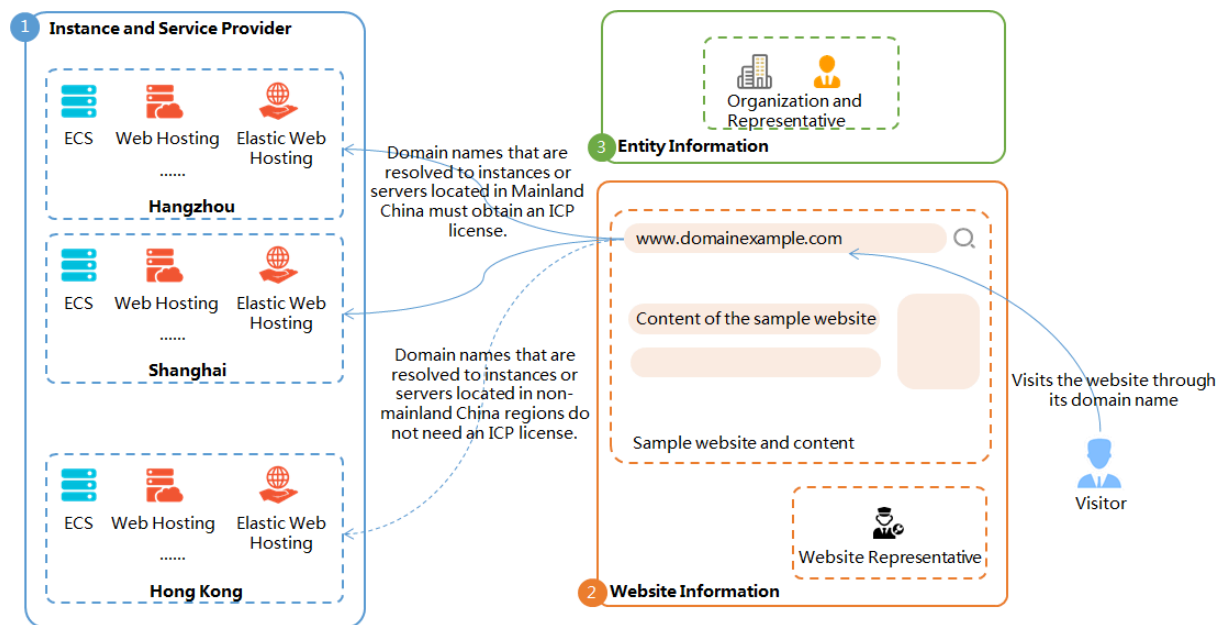 1 Instance and Service Provider
ECS
Web Hosting
Elastic Web
Hosting
......
Hangzhou
ECS
Web Hosting
Elastic Web
Hosting
......
Shanghai
ECS
Web Hosting
Elastic Web
Hosting
......
Hong Kong
Domain names that are
resolved to instances or
servers located in Mainland
China must obtain an ICP
license.
Domain names that are
resolved to instances or
servers located in non-
mainland China regions do
not need an ICP license.
Organization and
Representative
3 Entity Information
www.domainexample.com
Content of the sample website
Sample website and content
Website Representative
2 Website Information
Visits the website through
its domain name
Visitor